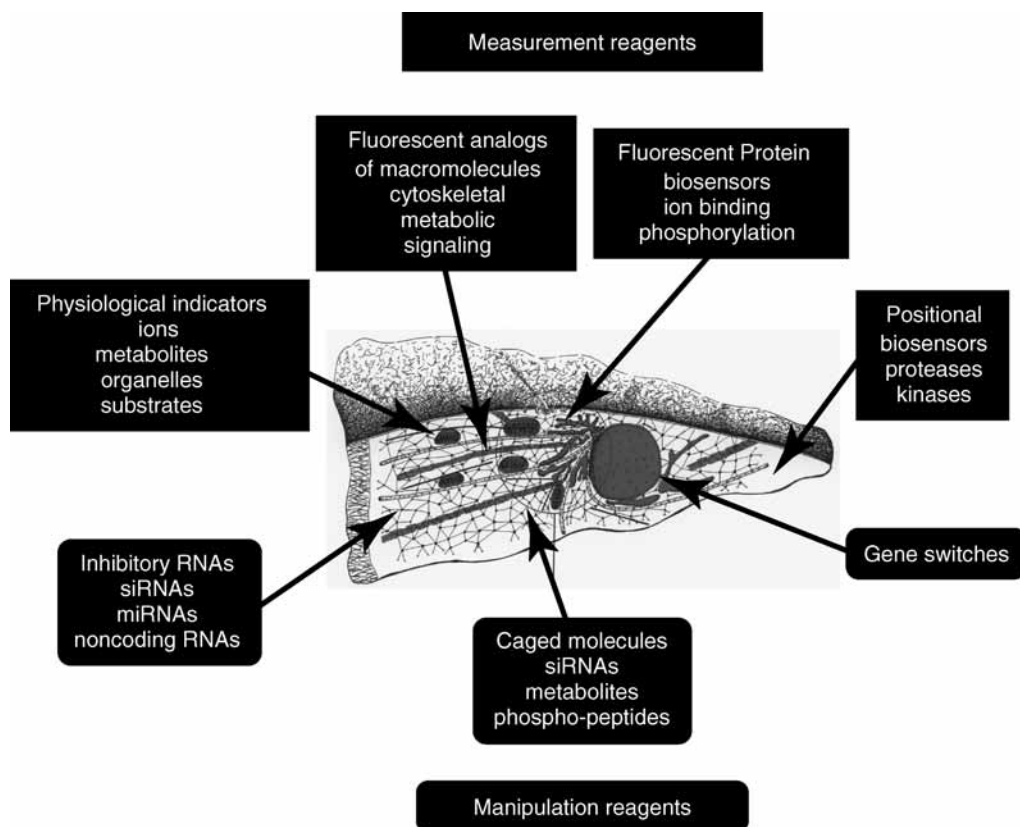 Measurement reagents
Fluorescent analogs
of macromolecules
cytoskeletal
metabolic
signaling
Fluorescent Protein
biosensors
ion binding
phosphorylation
Physiological indicators
ions
metabolites
organelles
substrates
Positional
biosensors
proteases
kinases
Inhibitory RNAs
siRNAs
miRNAs
noncoding RNAs
Gene switches
Caged molecules
siRNAs
metabolites
phospho-peptides
Manipulation reagents